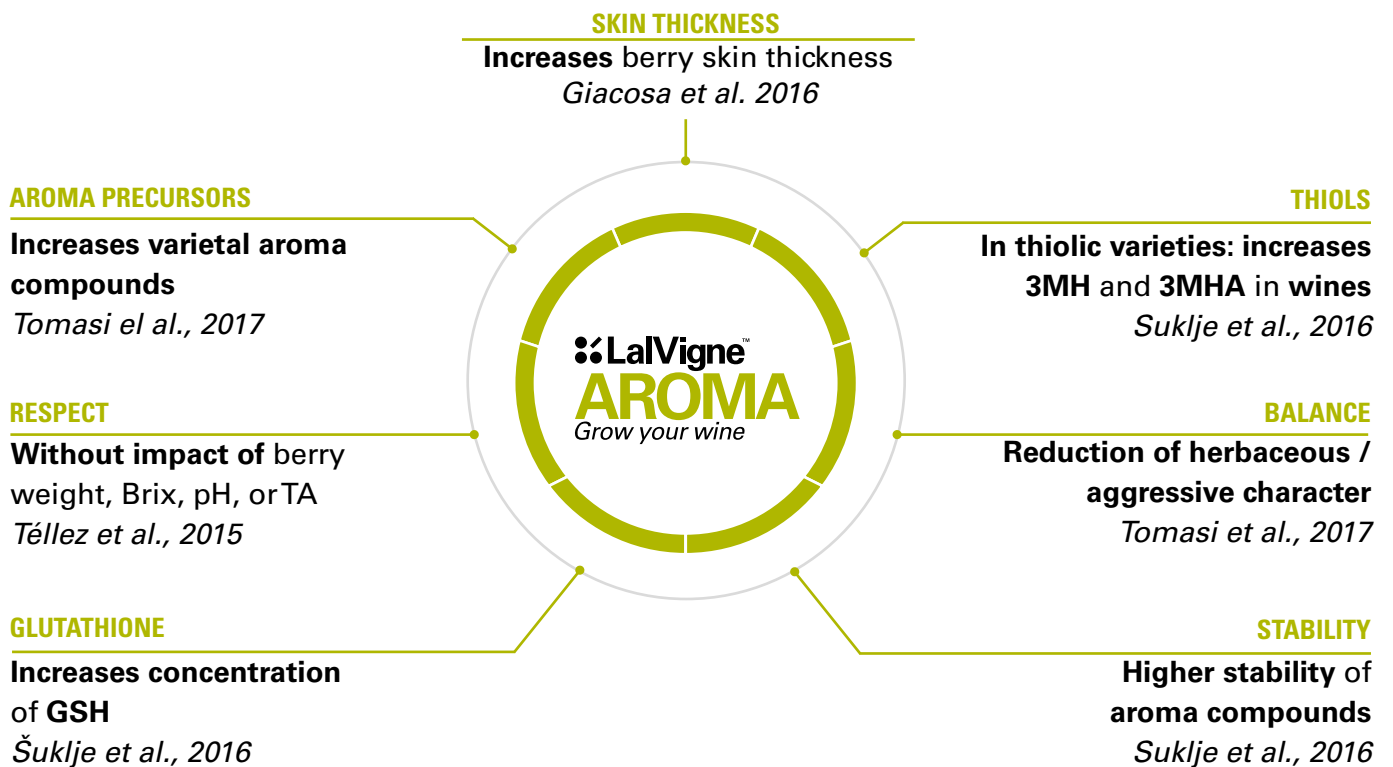 SKIN THICKNESS
Increases berry skin thickness
Giacosa et al. 2016
AROMA PRECURSORS
Increases varietal aroma
compounds
Tomasi el al., 2017
THIOLS
In thiolic varieties: increases
3MH and 3MHA in wines
Suklje et al., 2016
LalVigne™
AROMA
Grow your wine
RESPECT
Without impact of berry
weight, Brix, pH, or TA
Téllez et al., 2015
BALANCE
Reduction of herbaceous /
aggressive character
Tomasi et al., 2017
GLUTATHIONE
Increases concentration
of GSH
Šuklje et al., 2016
STABILITY
Higher stability of
aroma compounds
Suklje et al., 2016